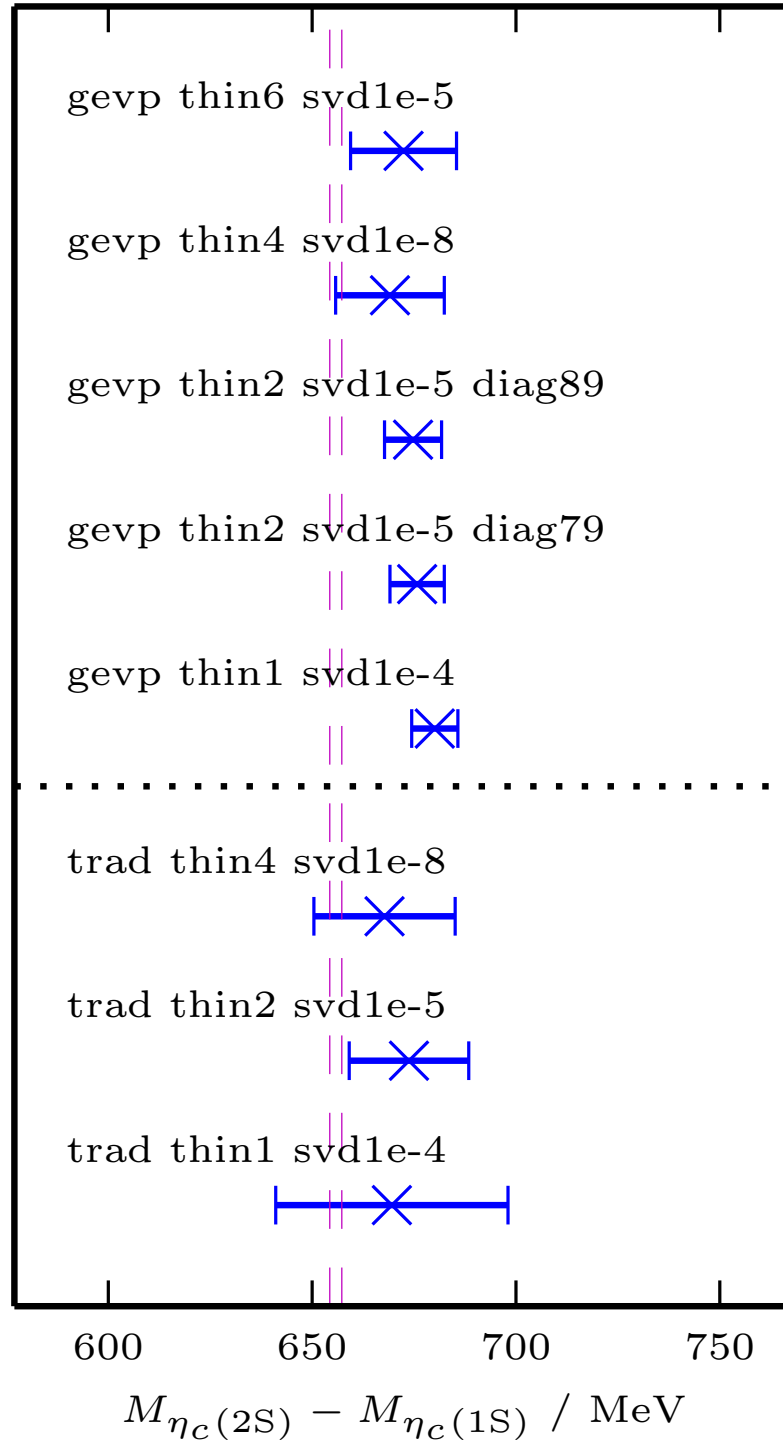 gevp thin6 svd1e-5
gevp thin4 svd1e-8
gevp thin2 svd1e-5 diag89
gevp thin2 svd1e-5 diag79
gevp thin1 svd1e-4
trad thin4 svd1e-8
trad thin2 svd1e-5
trad thin1 svd1e-4
600 650 700 750
M_{η_c(2S)} − M_{η_c(1S)} / MeV